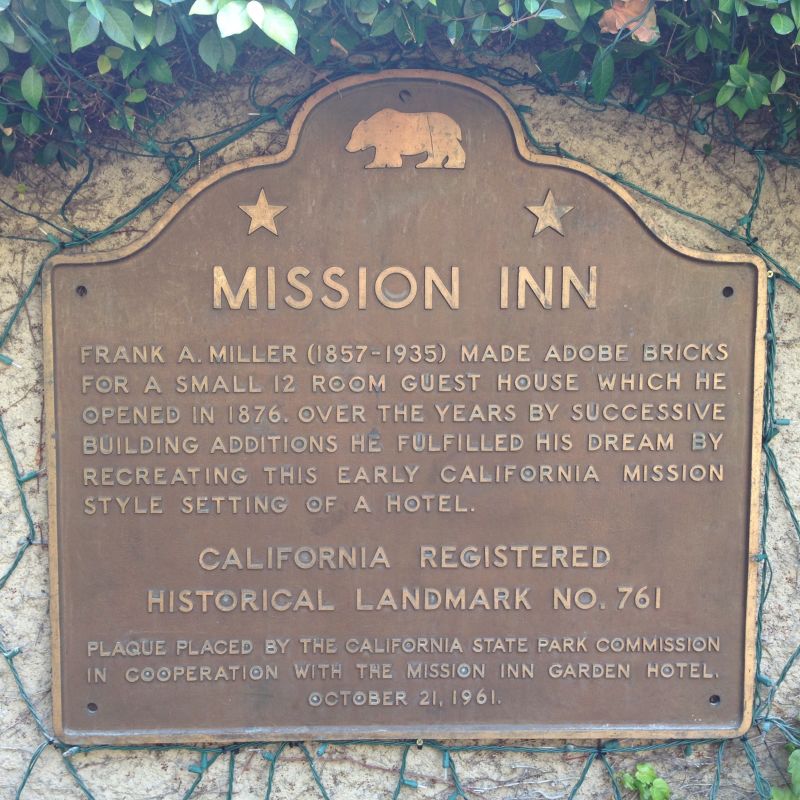 MISSION INN
FRANK A. MILLER (1857-1935) MADE ADOBE BRICKS
FOR A SMALL 12 ROOM GUEST HOUSE WHICH HE
OPENED IN 1876. OVER THE YEARS BY SUCCESSIVE
BUILDING ADDITIONS HE FULFILLED HIS DREAM BY
RECREATING THIS EARLY CALIFORNIA MISSION
STYLE SETTING OF A HOTEL.
CALIFORNIA REGISTERED
HISTORICAL LANDMARK NO. 761
PLAQUE PLACED BY THE CALIFORNIA STATE PARK COMMISSION
IN COOPERATION WITH THE MISSION INN GARDEN HOTEL.
OCTOBER 21, 1961.